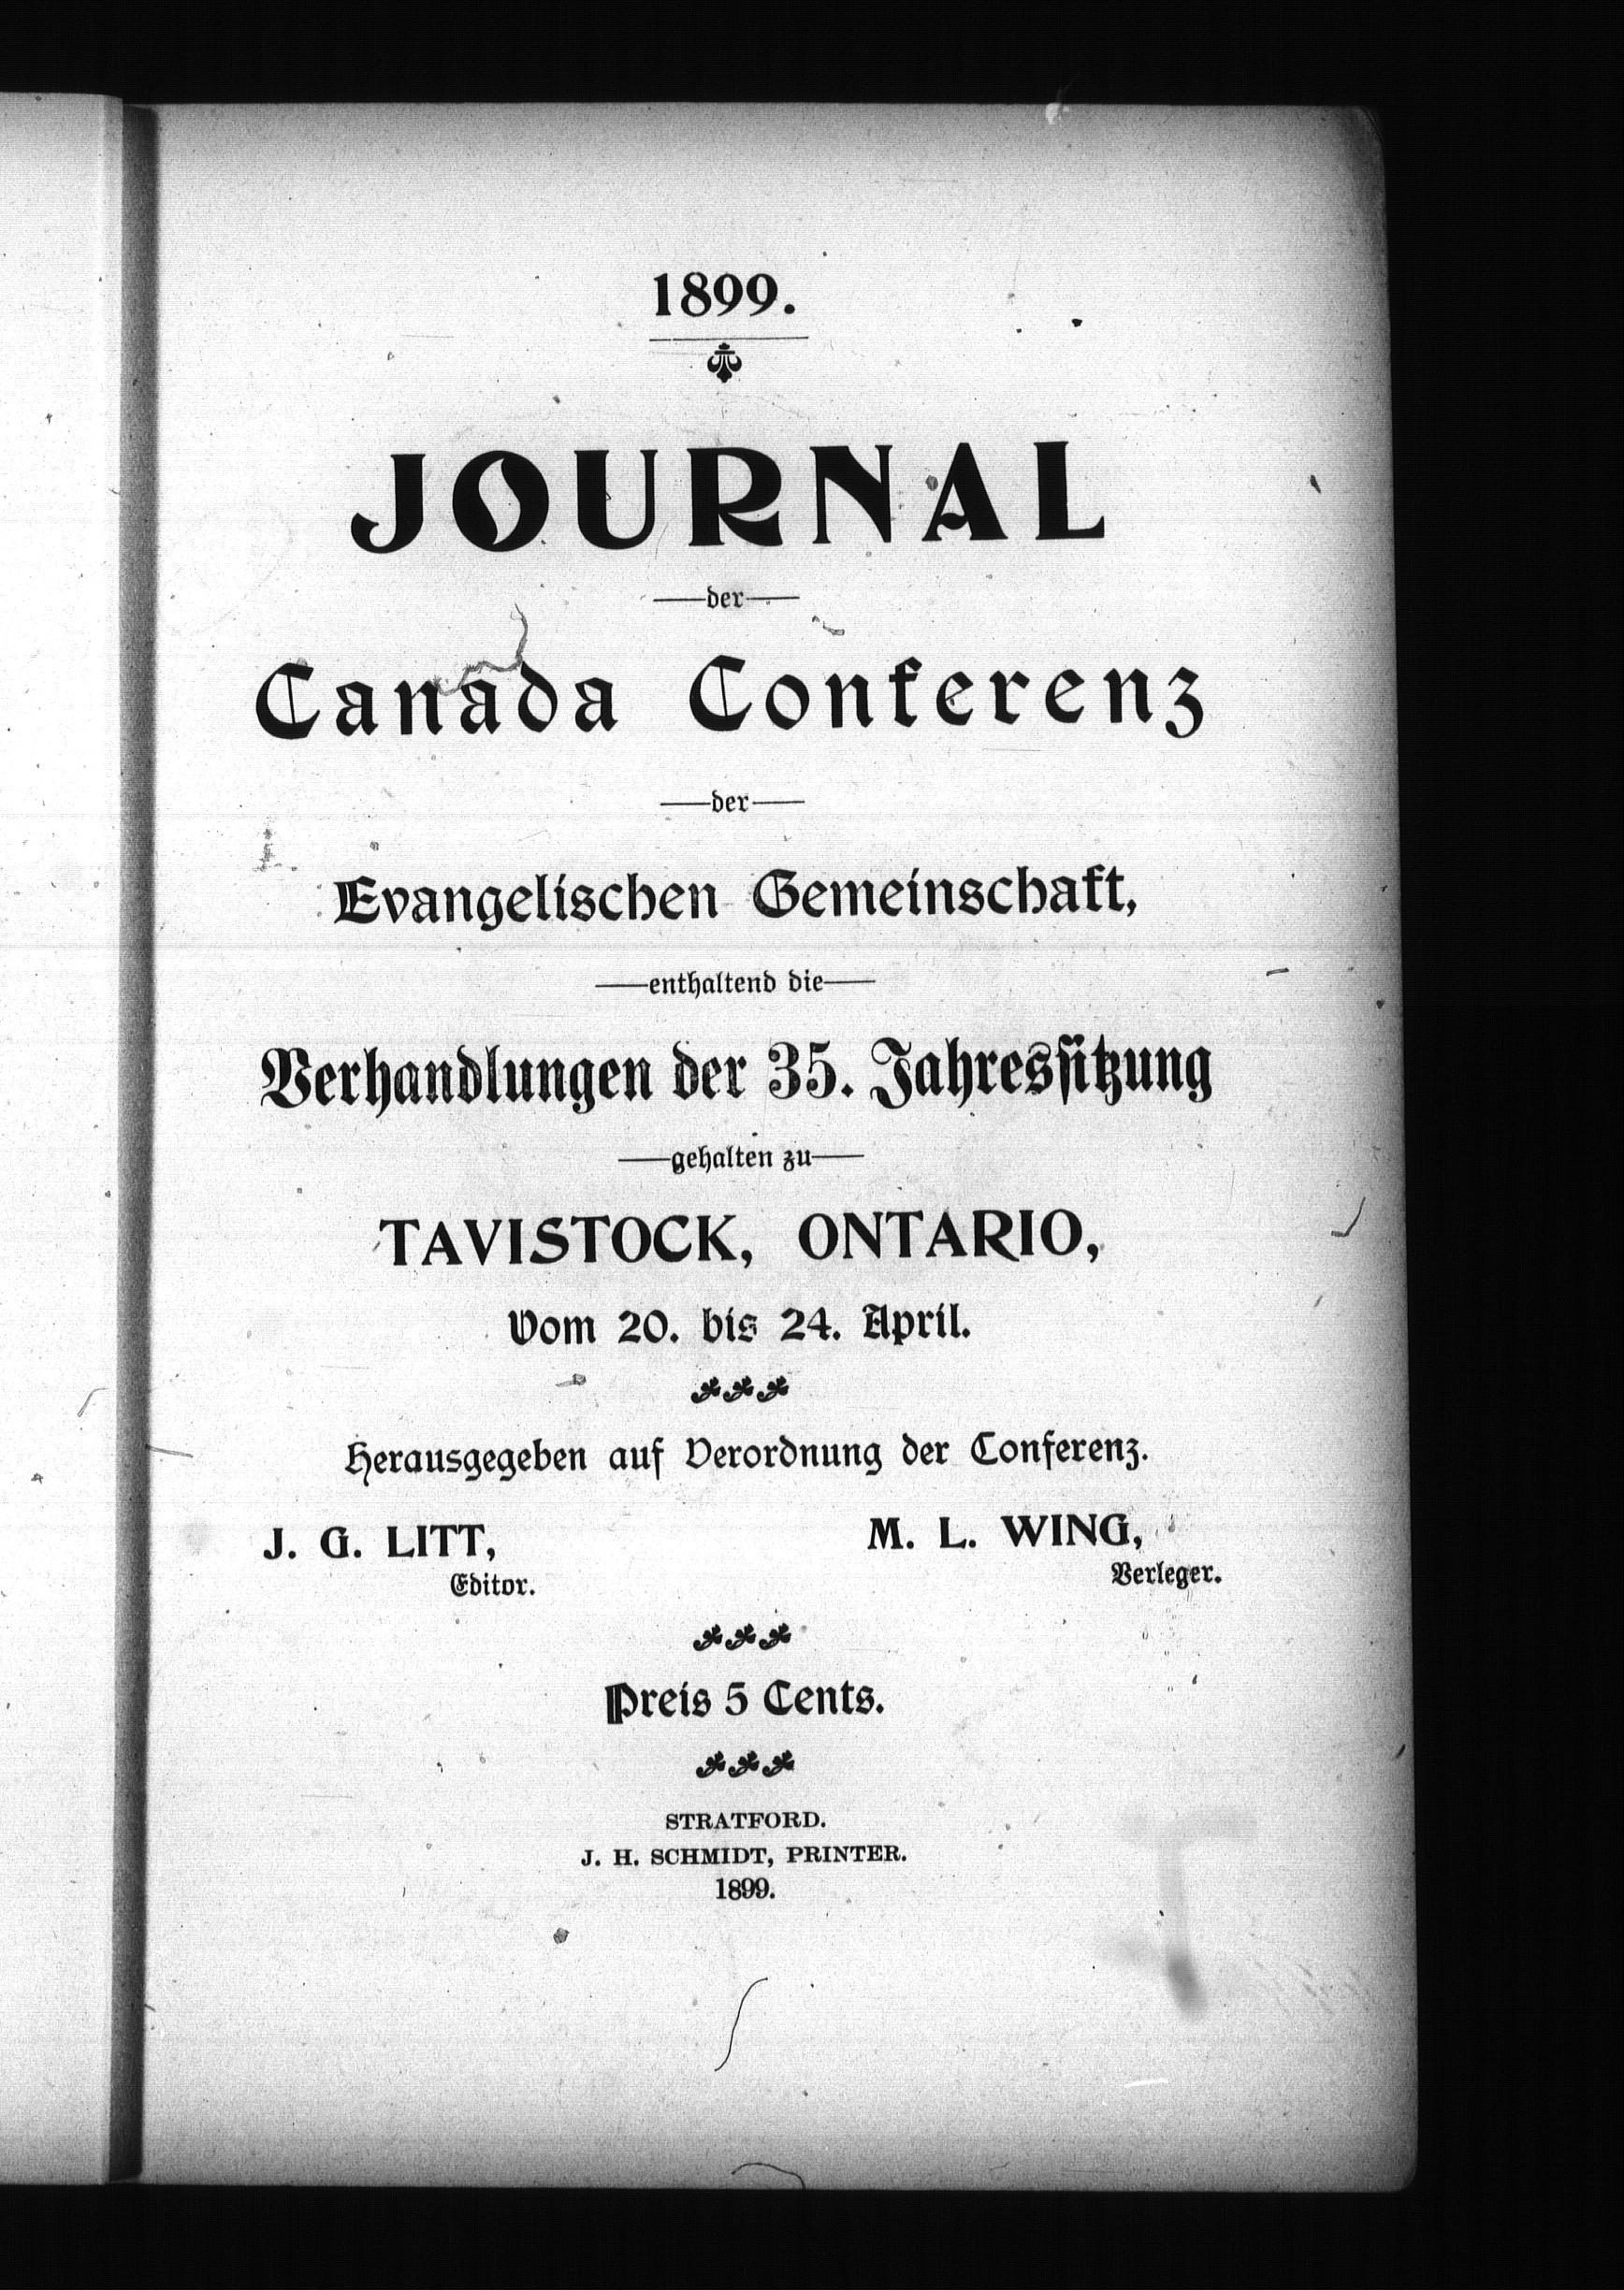 1899.
JOURNAL
—der—
Canada Conferenz
—der—
Evangelischen Gemeinschaft,
—enthaltend die—
Verhandlungen der 35. Jahressitzung
—gehalten zu—
TAVISTOCK, ONTARIO,
Vom 20. bis 24. April.
Herausgegeben auf Verordnung der Conferenz.
J. G. LITT,
Editor.
M. L. WING,
Verleger.
Preis 5 Cents.
STRATFORD.
J. H. SCHMIDT, PRINTER.
1899.